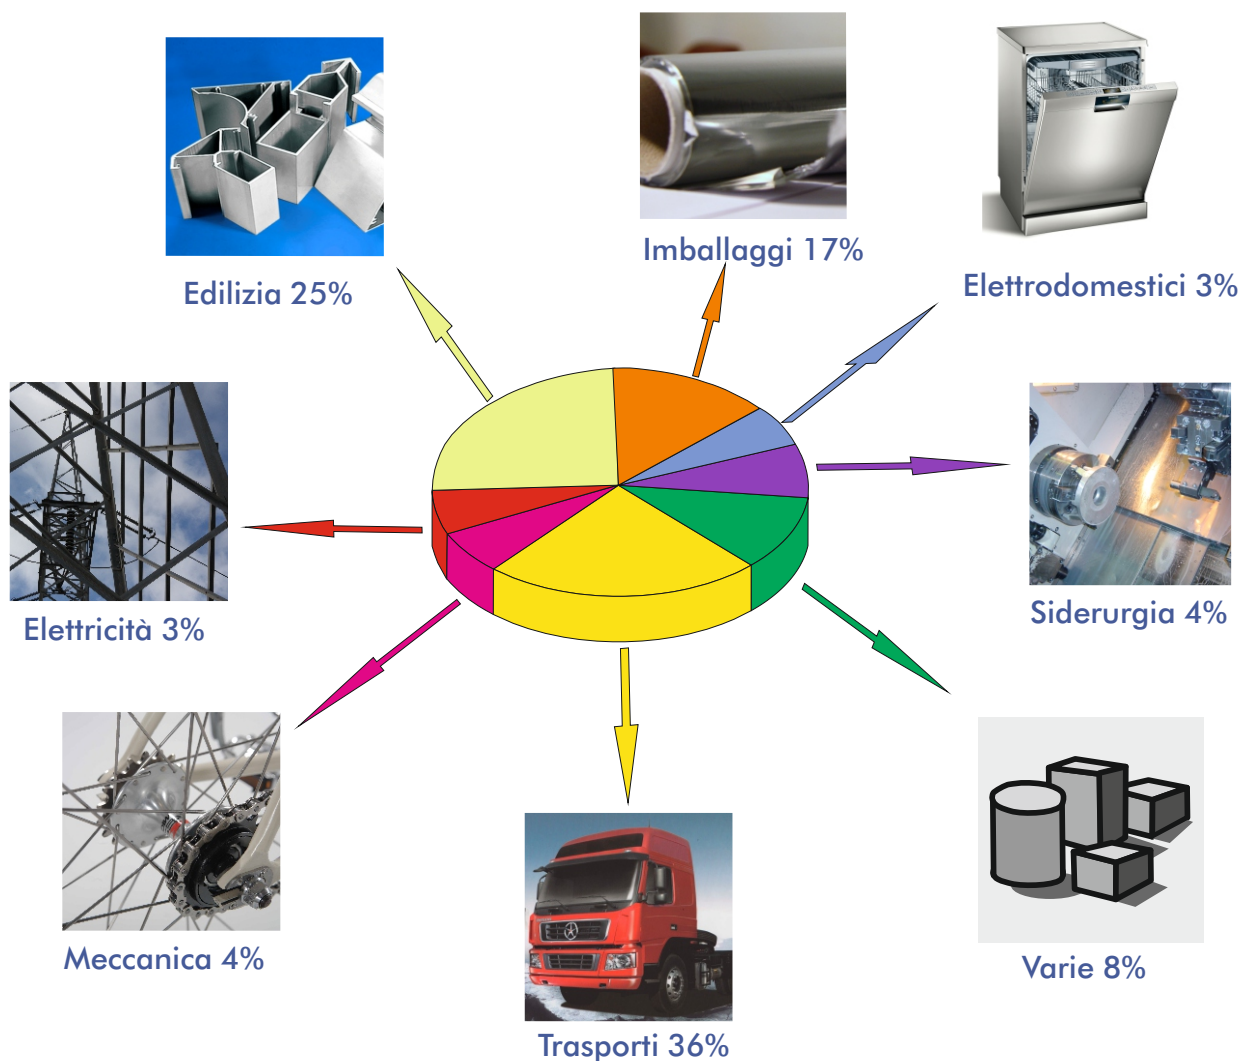 Imballaggi 17%
Edilizia 25%
Elettrodomestici 3%
Elettricità 3%
Siderurgia 4%
Meccanica 4%
Varie 8%
Trasporti 36%